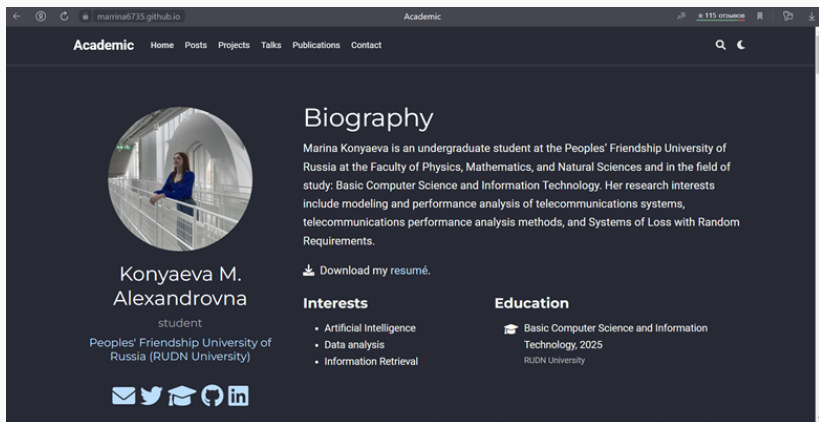 marrina6735.github.io
Academic
115 отзывов
Academic
Home Posts Projects Talks Publications Contact
Biography
Marina Konyaeva is an undergraduate student at the Peoples' Friendship University of
Russia at the Faculty of Physics, Mathematics, and Natural Sciences and in the field of
study: Basic Computer Science and Information Technology. Her research interests
include modeling and performance analysis of telecommunications systems,
telecommunications performance analysis methods, and Systems of Loss with Random
Requirements.
Download my resumé.
Konyaeva M.
Alexandrovna
student
Peoples' Friendship University of
Russia (RUDN University)
Interests
• Artificial Intelligence
• Data analysis
• Information Retrieval
Education
Basic Computer Science and Information
Technology, 2025
RUDN University